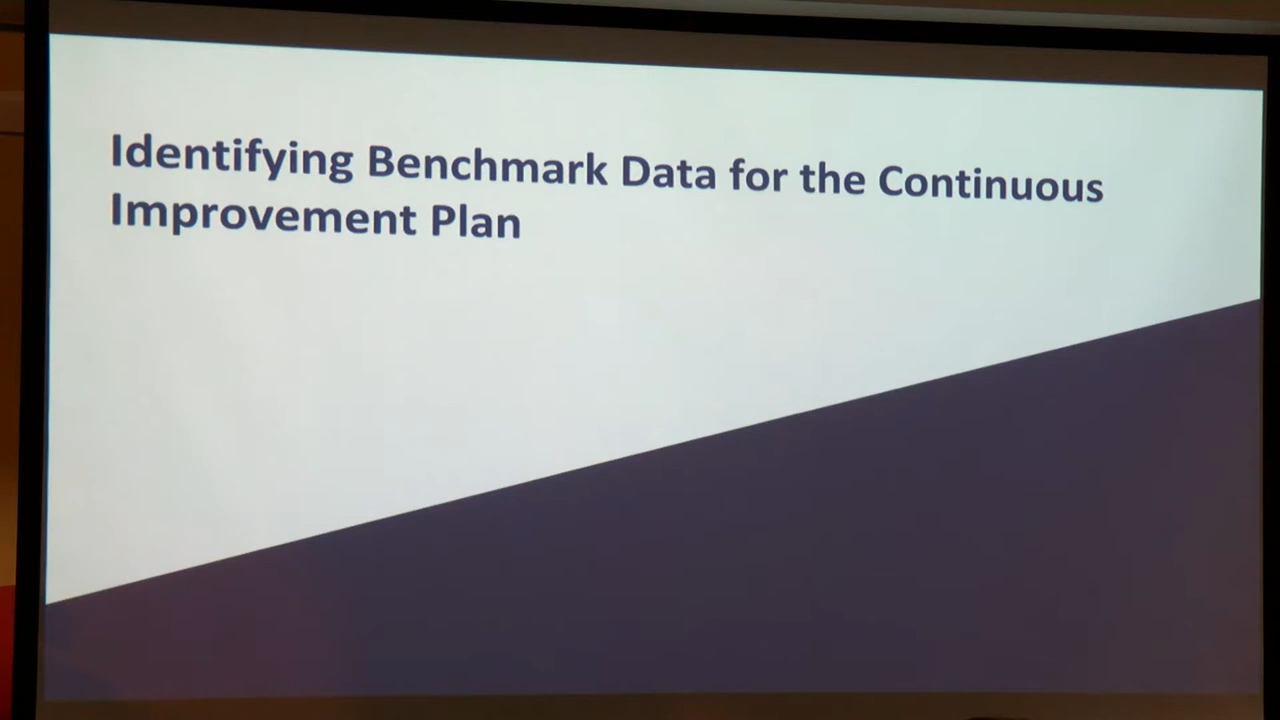 Identifying Benchmark Data for the Continuous
Improvement Plan